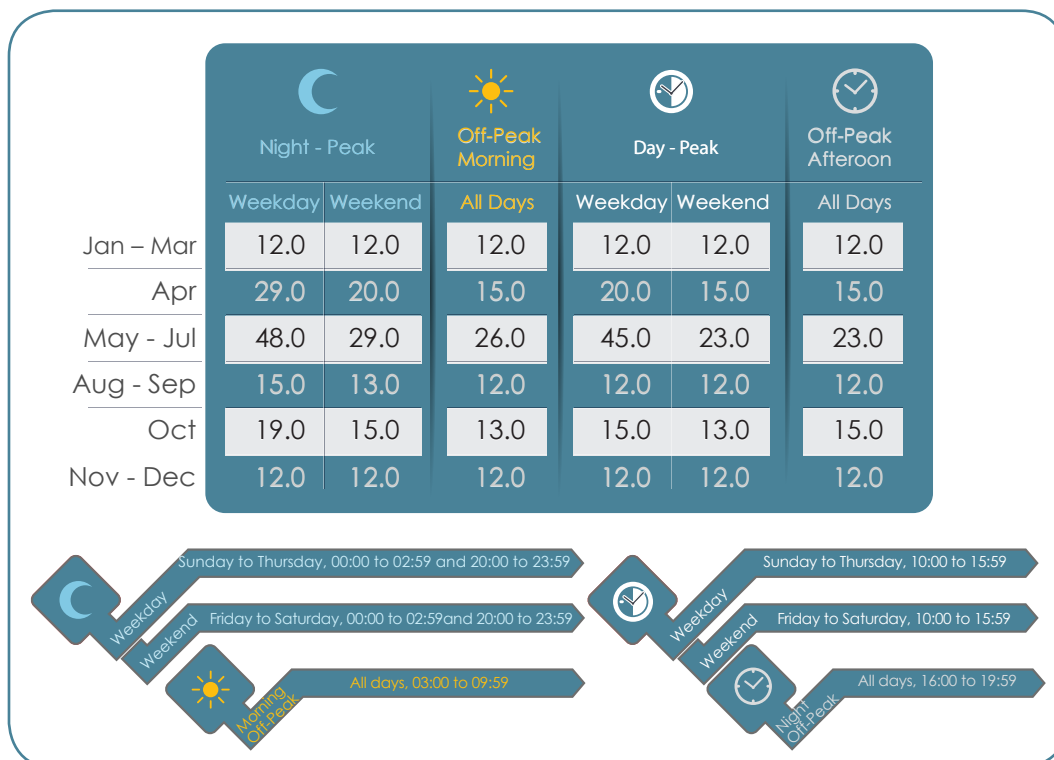 Night - Peak
Off-Peak
Morning
Day - Peak
Off-Peak
Afteroon
Weekday Weekend All Days Weekday Weekend All Days
Jan – Mar 12.0 12.0 12.0 12.0 12.0 12.0
Apr 29.0 20.0 15.0 20.0 15.0 15.0
May - Jul 48.0 29.0 26.0 45.0 23.0 23.0
Aug - Sep 15.0 13.0 12.0 12.0 12.0 12.0
Oct 19.0 15.0 13.0 15.0 13.0 15.0
Nov - Dec 12.0 12.0 12.0 12.0 12.0 12.0
Sunday to Thursday, 00:00 to 02:59 and 20:00 to 23:59
Weekday
Friday to Saturday, 00:00 to 02:59and 20:00 to 23:59
Weekend
All days, 03:00 to 09:59
Morning
Off-Peak
Sunday to Thursday, 10:00 to 15:59
Weekday
Friday to Saturday, 10:00 to 15:59
Weekend
All days, 16:00 to 19:59
Night
Off-Peak